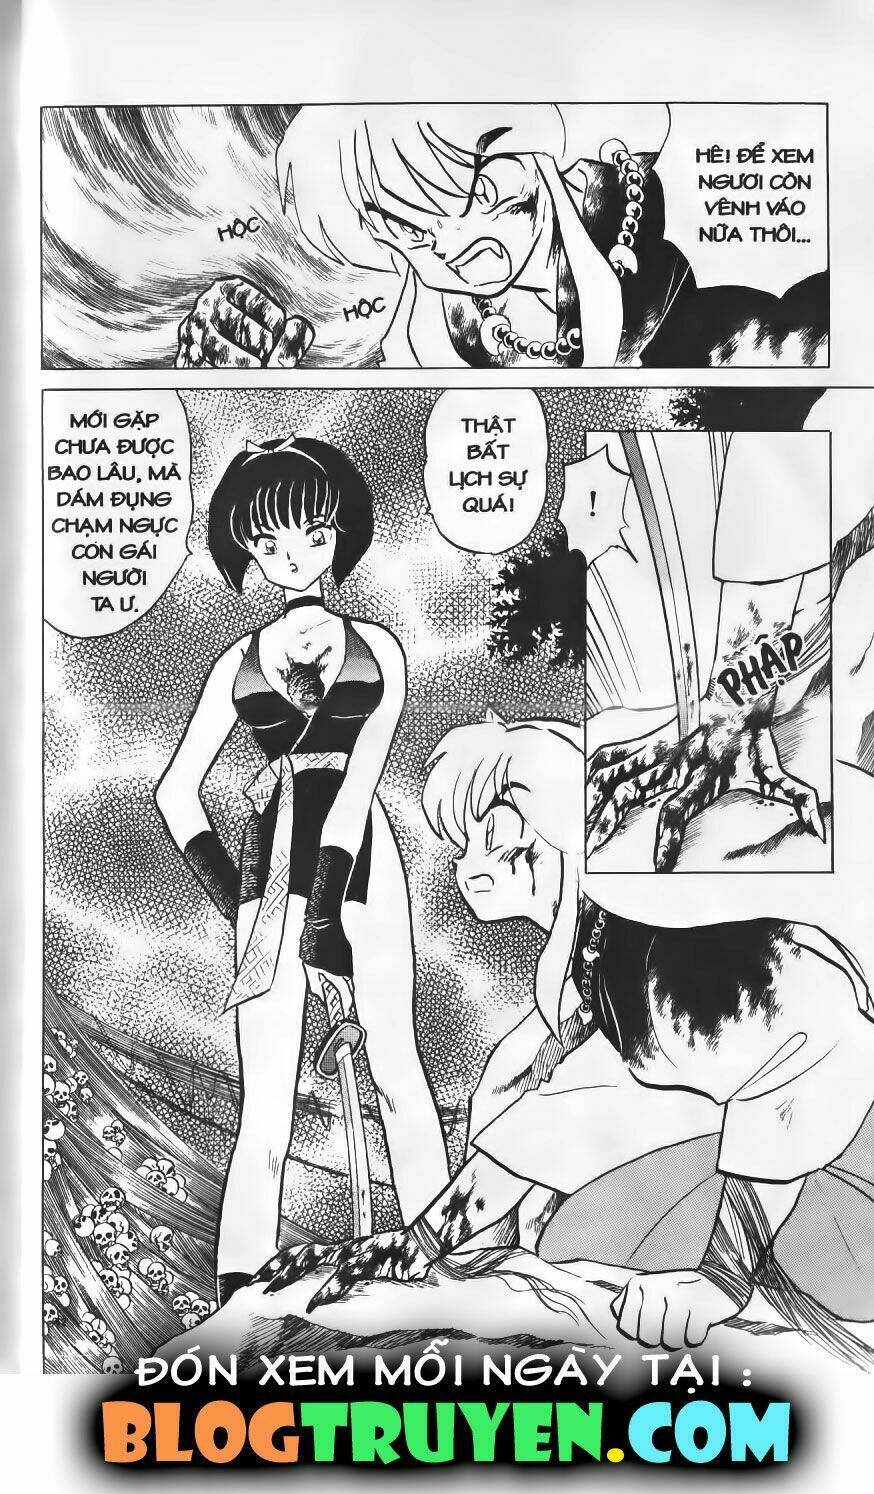 HÊ! ĐỂ XEM
NGƯƠI CÒN
VÊNH VÁO
NỮA THÔI...
HỘC
HỘC
!
PHẬP
THẬT
BẤT
LỊCH SỰ
QUÁ!
MỚI GẶP
CHƯA ĐƯỢC
BAO LÂU, MÀ
DÁM ĐỤNG
CHẠM NGỰC
CON GÁI
NGƯỜI
TA Ư.
ĐÓN XEM MỖI NGÀY TẠI :
BLOGTRUYEN.COM